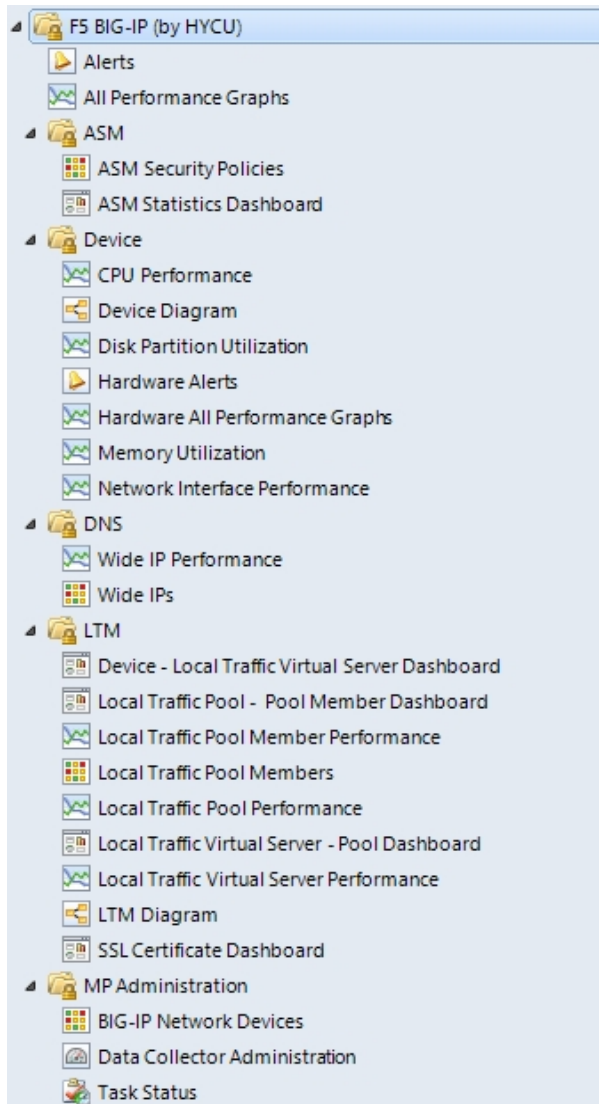 F5 BIG-IP (by HYCU)
Alerts
All Performance Graphs
ASM
ASM Security Policies
ASM Statistics Dashboard
Device
CPU Performance
Device Diagram
Disk Partition Utilization
Hardware Alerts
Hardware All Performance Graphs
Memory Utilization
Network Interface Performance
DNS
Wide IP Performance
Wide IPs
LTM
Device - Local Traffic Virtual Server Dashboard
Local Traffic Pool - Pool Member Dashboard
Local Traffic Pool Member Performance
Local Traffic Pool Members
Local Traffic Pool Performance
Local Traffic Virtual Server - Pool Dashboard
Local Traffic Virtual Server Performance
LTM Diagram
SSL Certificate Dashboard
MP Administration
BIG-IP Network Devices
Data Collector Administration
Task Status